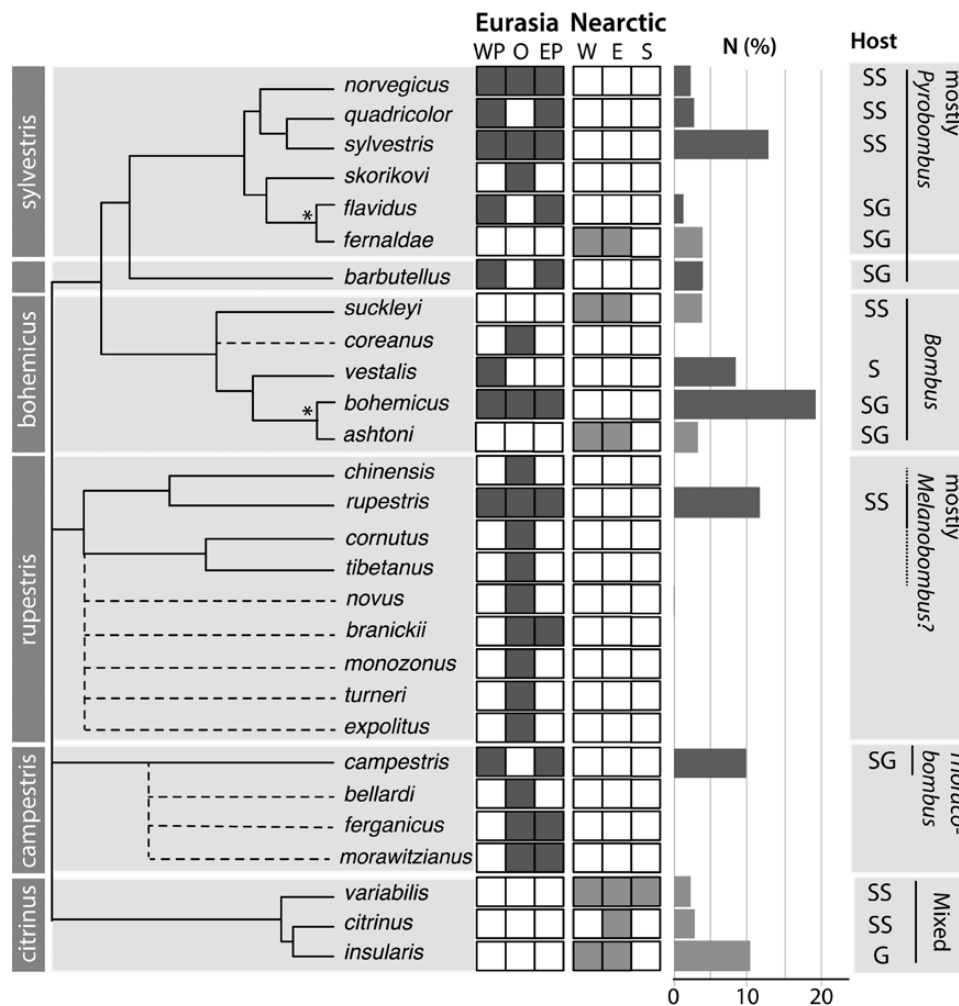 Eurasia Nearctic
WP O EP W E S N (%) Host
sylvestris
norvegicus SS
quadricolor SS
sylvestris SS
skorikovi
* flavidus SG
fernaldae SG
barbutellus SG
mostly
Pyrobombus
bohemicus
suckleyi SS
coreanus
vestalis S
* bohemicus SG
ashtoni SG
Bombus
rupestris
chinensis
rupestris SS
cornutus
tibetanus
novus
branickii
monozonus
turneri
expolitus
mostly
Melanobombus?
campestris
campestris SG
bellardi
ferganicus
morawitzianus
Thoraco-
bombus
citrinus
variabilis SS
citrinus SS
insularis G
Mixed
0 10 20